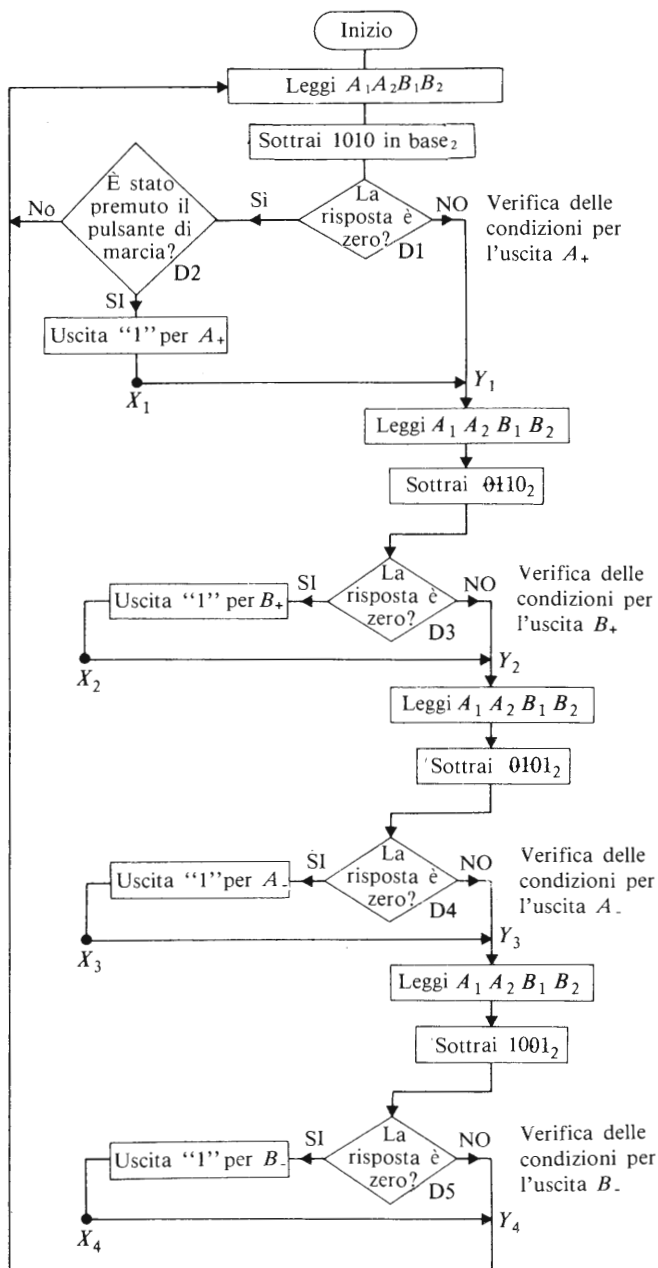 Inizio
Leggi A₁A₂B₁B₂
Sottrai 1010 in base₂
È stato
premuto il
pulsante di
marcia?
D2
No
Sì
La
risposta è
zero?
D1
NO
Verifica delle
condizioni per
l'uscita A₊
SI
Uscita "1" per A₊
X₁
Y₁
Leggi A₁ A₂ B₁ B₂
Sottrai 0110₂
La
risposta è
zero?
D3
SI
NO
Uscita "1" per B₊
Verifica delle
condizioni per
l'uscita B₊
X₂
Y₂
Leggi A₁ A₂ B₁ B₂
Sottrai 0101₂
La
risposta è
zero?
D4
SI
NO
Uscita "1" per A₋
Verifica delle
condizioni per
l'uscita A₋
X₃
Y₃
Leggi A₁ A₂ B₁ B₂
Sottrai 1001₂
La
risposta è
zero?
D5
SI
NO
Uscita "1" per B₋
Verifica delle
condizioni per
l'uscita B₋
X₄
Y₄